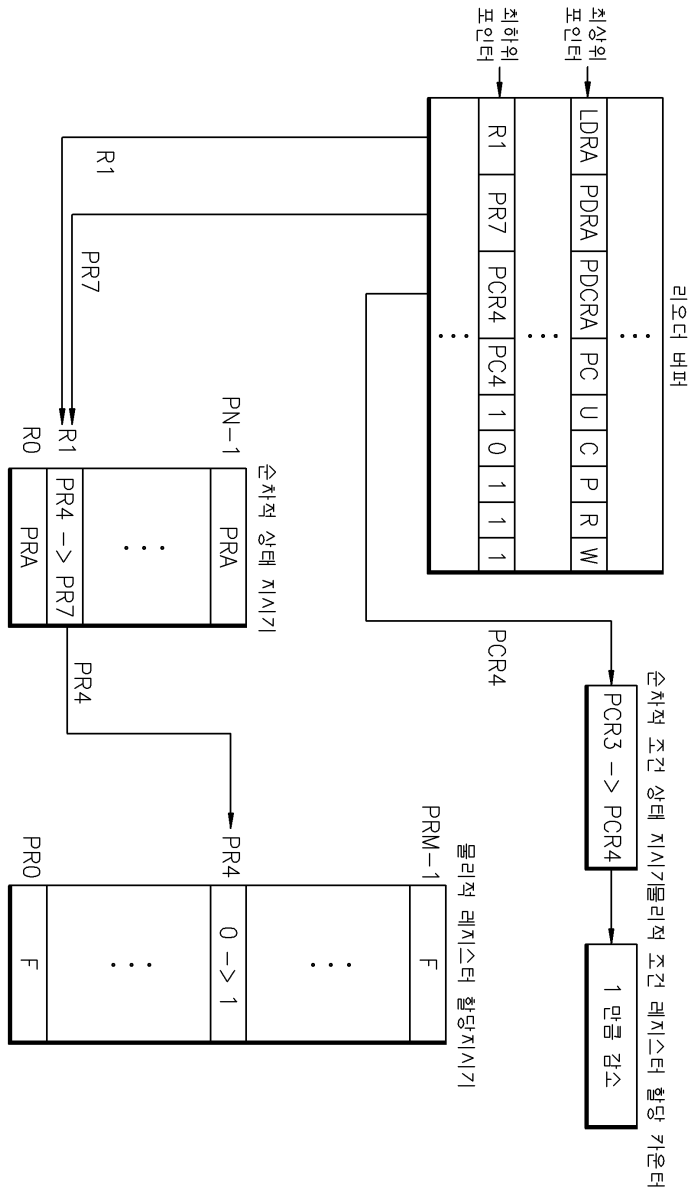 리오더 버퍼
최상위
포인터
최하위
포인터
...
LDRA PDRA PDCRA PC U C P R W
...
R1 PR7 PCR4 PC4 1 0 1 1 1
...
R1
PR7
PCR4
순차적 조건 상태 지시기
PCR3 -> PCR4
물리적 조건 레지스터 할당 카운터
1 만큼 감소
순차적 상태 지시기
PN-1 PRA
...
R1 PR4 -> PR7
R0 PRA
PR4
물리적 레지스터 할당지시기
PRM-1 F
...
PR4 0 -> 1
...
PR0 F